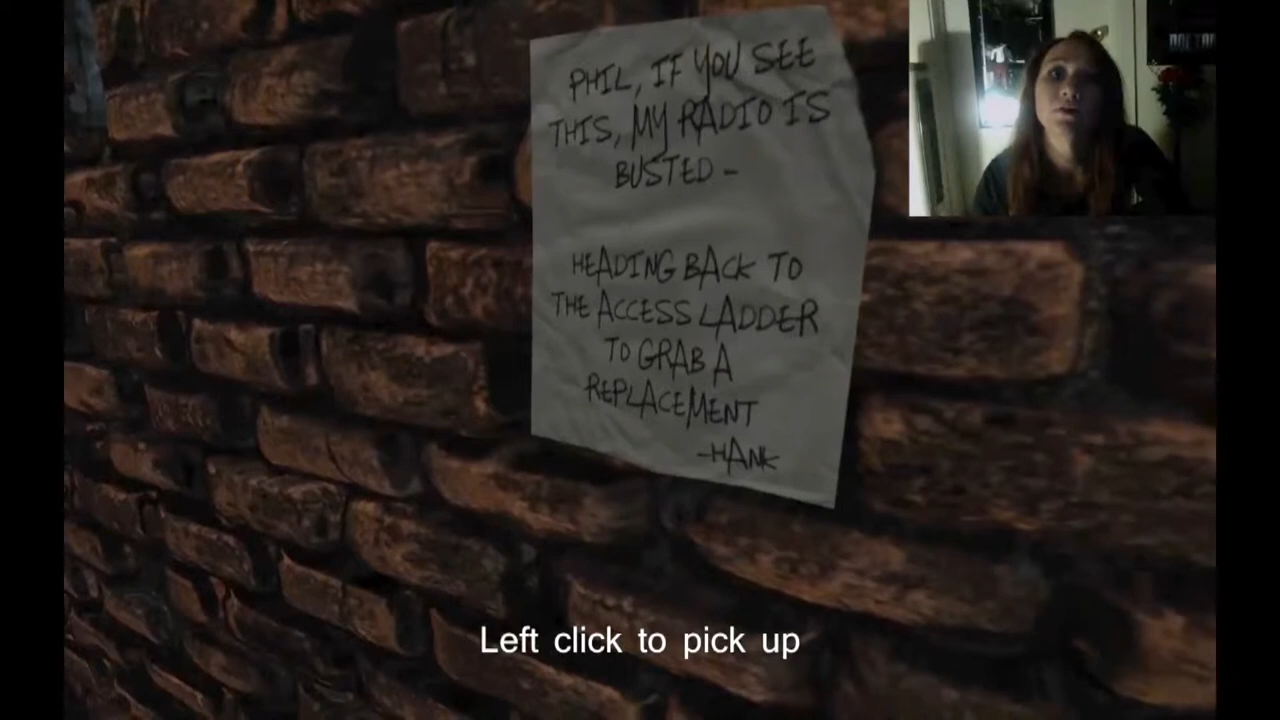 PHIL, IF YOU SEE
THIS, MY RADIO IS
BUSTED -
HEADING BACK TO
THE ACCESS LADDER
TO GRAB A
REPLACEMENT
-HANK
Left click to pick up